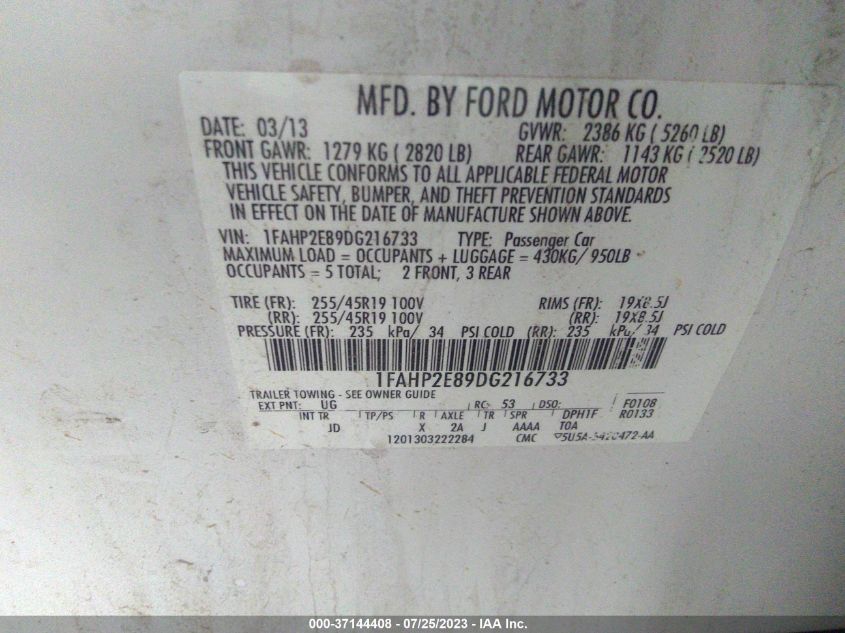 MFD. BY FORD MOTOR CO.
DATE: 03/13 GVWR: 2386 KG ( 5260 LB)
FRONT GAWR: 1279 KG ( 2820 LB) REAR GAWR: 1143 KG ( 2520 LB)
THIS VEHICLE CONFORMS TO ALL APPLICABLE FEDERAL MOTOR
VEHICLE SAFETY, BUMPER, AND THEFT PREVENTION STANDARDS
IN EFFECT ON THE DATE OF MANUFACTURE SHOWN ABOVE.
VIN: 1FAHP2E89DG216733 TYPE: Passenger Car
MAXIMUM LOAD = OCCUPANTS + LUGGAGE = 430KG/ 950LB
OCCUPANTS = 5 TOTAL; 2 FRONT, 3 REAR
TIRE (FR): 255/45R19 100V RIMS (FR): 19X8.5J
(RR): 255/45R19 100V (RR): 19X8.5J
PRESSURE (FR): 235 kPa/ 34 PSI COLD (RR): 235 kPa/ 34 PSI COLD
1FAHP2E89DG216733
TRAILER TOWING - SEE OWNER GUIDE
EXT PNT: UG RC: 53 DSO: F0108
INT TR TP/PS R AXLE TR SPR DPH1F R0133
JD X 2A J AAAA T0A
1201303222284 CMC
000-37144408 - 07/25/2023 - IAA Inc.